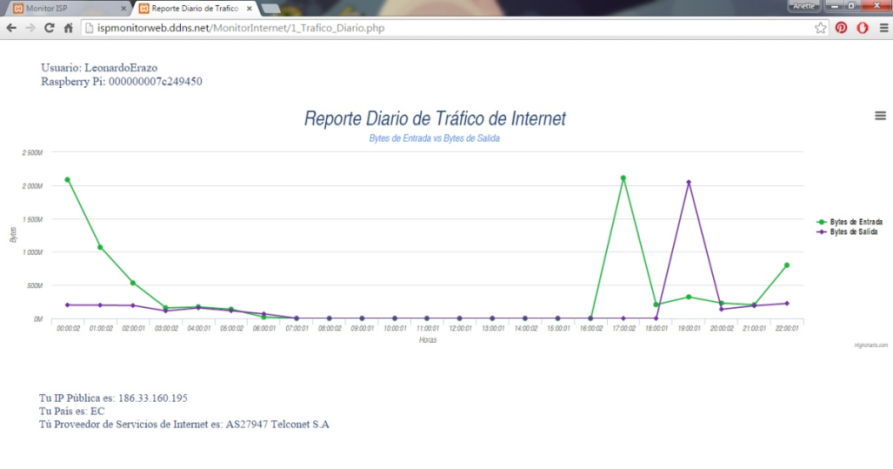 Monitor ISP
Reporte Diario de Trafico
Anette
ispmonitorweb.ddns.net/MonitorInternet/1_Trafico_Diario.php
Usuario: LeonardoErazo
Raspberry Pi: 000000007c249450
Reporte Diario de Tráfico de Internet
Bytes de Entrada vs Bytes de Salida
2 500M
2 000M
1 500M
1 000M
500M
0M
Bytes
Bytes de Entrada
Bytes de Salida
00:00:02 01:00:02 02:00:01 03:00:02 04:00:01 05:00:02 06:00:01 07:00:01 08:00:02 09:00:01 10:00:01 11:00:01 12:00:01 13:00:01 14:00:01 15:00:01 16:00:02 17:00:02 18:00:01 19:00:01 20:00:02 21:00:01 22:00:01
Horas
Highcharts.com
Tu IP Pública es: 186.33.160.195
Tu País es: EC
Tú Proveedor de Servicios de Internet es: AS27947 Telconet S.A